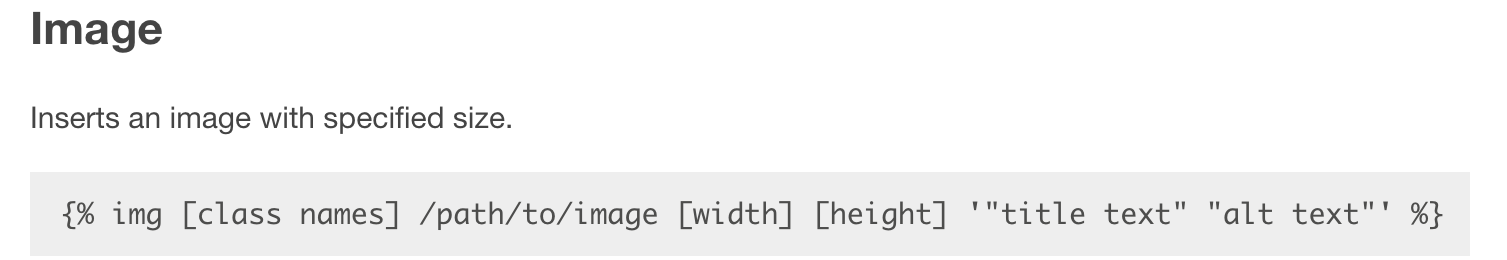 Image
Inserts an image with specified size.
{% img [class names] /path/to/image [width] [height] '"title text" "alt text"' %}